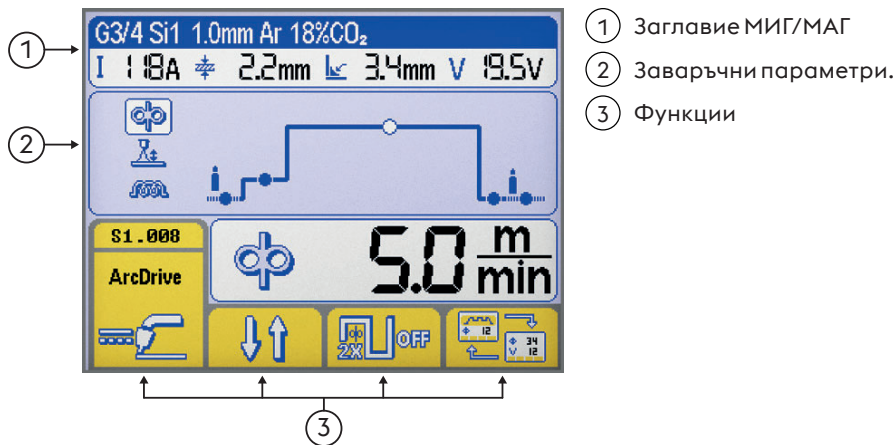 G3/4 Si1 1.0mm Ar 18%CO₂
I 118A 2.2mm 3.4mm V 19.5V
S1.008
ArcDrive
5.0 m/min
2X OFF
12
34
V 12
1 Заглавие МИГ/МАГ
2 Заваръчни параметри.
3 Функции
1
2
3